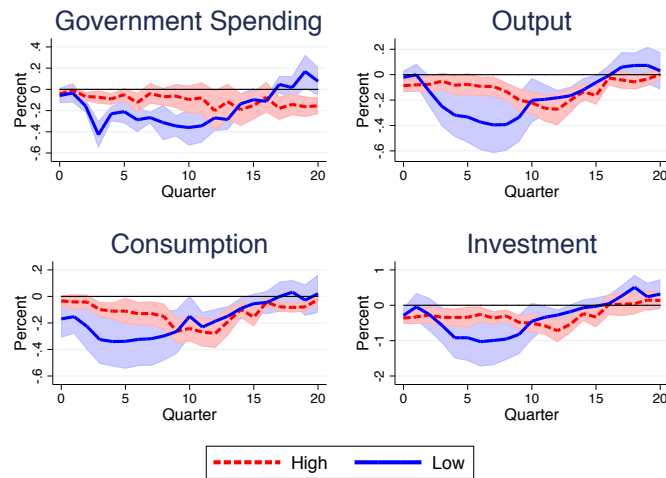 Government Spending
Percent
.4
.2
0
-.2
-.4
-.6
0 5 10 15 20
Quarter
Output
Percent
.2
0
-.2
-.4
-.6
0 5 10 15 20
Quarter
Consumption
Percent
.2
0
-.2
-.4
-.6
0 5 10 15 20
Quarter
Investment
Percent
1
0
-1
-2
0 5 10 15 20
Quarter
High Low